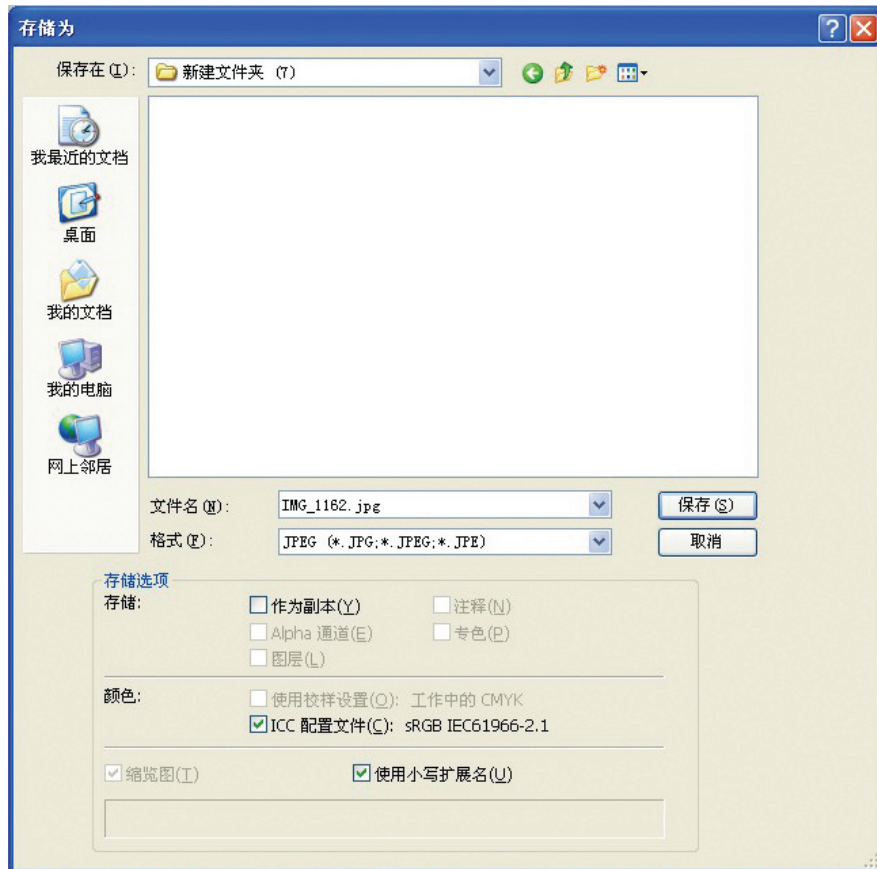 存储为
保存在(I): 新建文件夹 (7)
我最近的文档
桌面
我的文档
我的电脑
网上邻居
文件名(N): IMG_1162.jpg 保存(S)
格式(F): JPEG (*.JPG;*.JPEG;*.JPE) 取消
存储选项
存储: 作为副本(Y) 注释(N)
Alpha 通道(E) 专色(P)
图层(L)
颜色: 使用校样设置(O): 工作中的 CMYK
ICC 配置文件(C): sRGB IEC61966-2.1
缩览图(T) 使用小写扩展名(U)